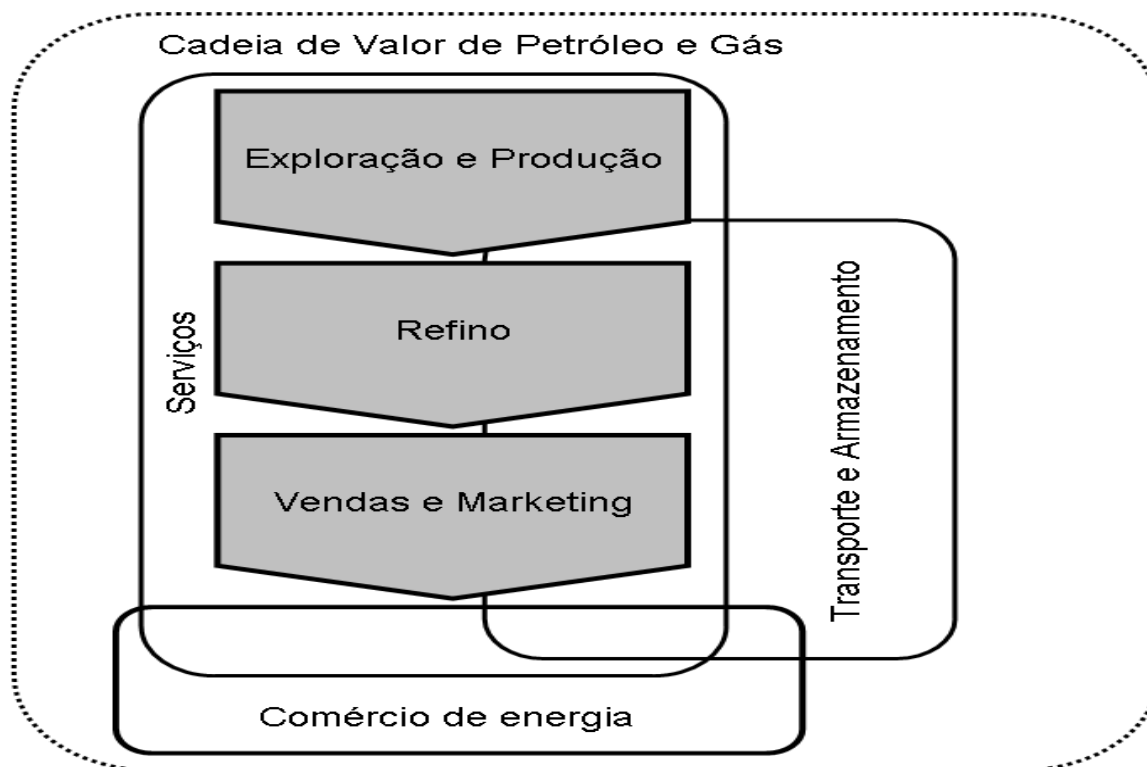 Cadeia de Valor de Petróleo e Gás
Exploração e Produção
Refino
Serviços
Transporte e Armazenamento
Vendas e Marketing
Comércio de energia